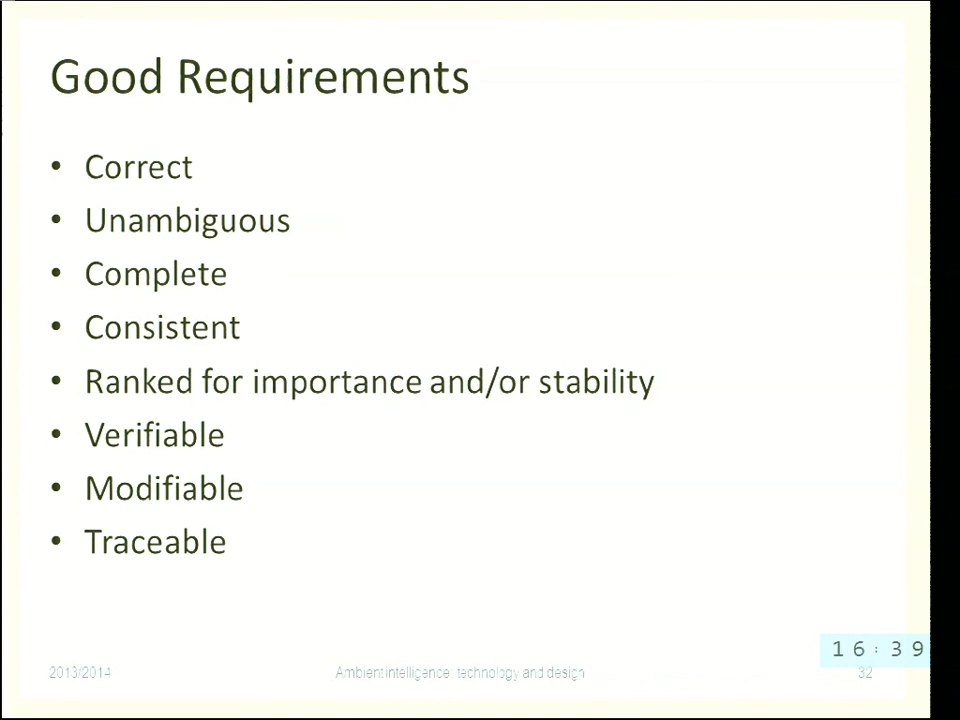 Good Requirements
• Correct
• Unambiguous
• Complete
• Consistent
• Ranked for importance and/or stability
• Verifiable
• Modifiable
• Traceable
16:39
2013/2014
Ambient intelligence: technology and design
32